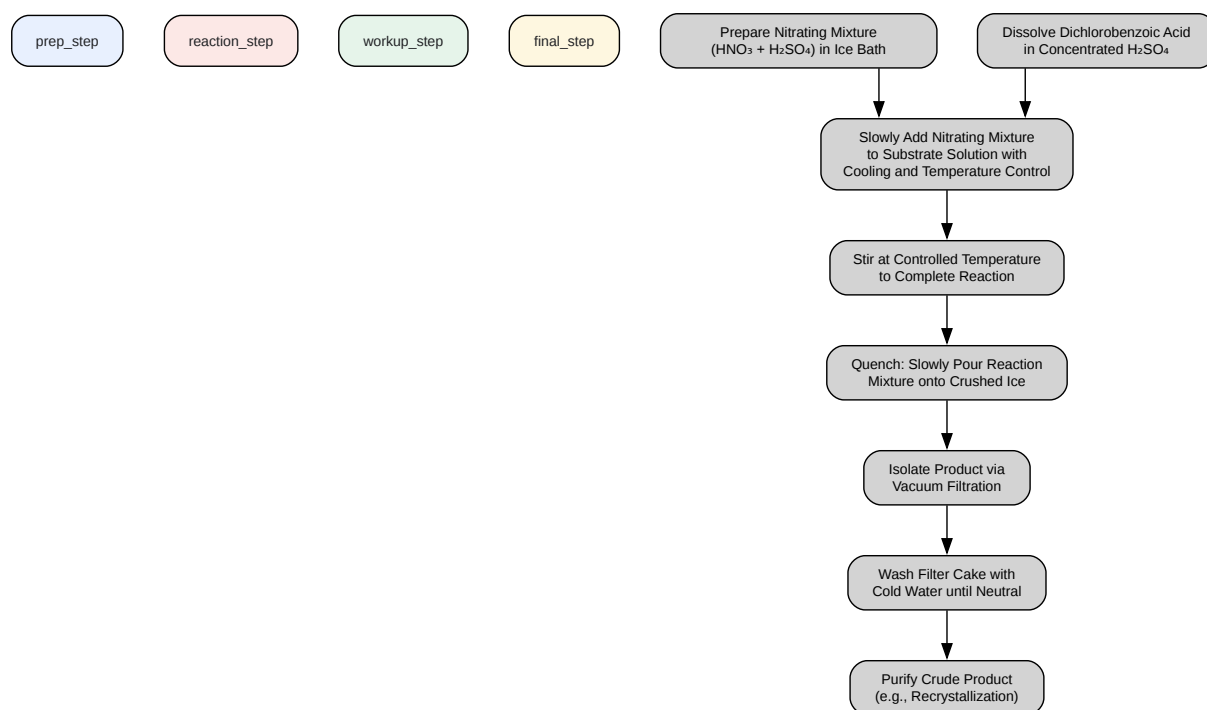 prep_step
reaction_step
workup_step
final_step
Prepare Nitrating Mixture
(HNO₃ + H₂SO₄) in Ice Bath
Dissolve Dichlorobenzoic Acid
in Concentrated H₂SO₄
Slowly Add Nitrating Mixture
to Substrate Solution with
Cooling and Temperature Control
Stir at Controlled Temperature
to Complete Reaction
Quench: Slowly Pour Reaction
Mixture onto Crushed Ice
Isolate Product via
Vacuum Filtration
Wash Filter Cake with
Cold Water until Neutral
Purify Crude Product
(e.g., Recrystallization)